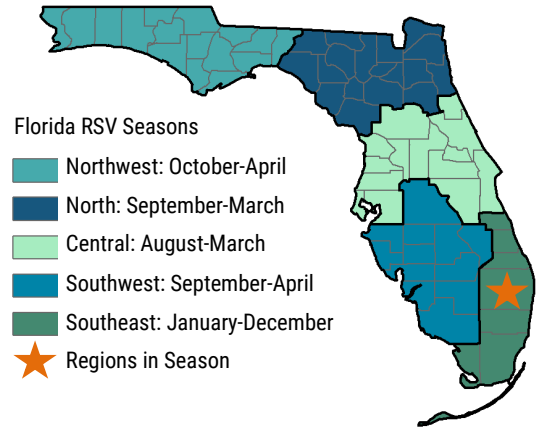 Florida RSV Seasons
Northwest: October-April
North: September-March
Central: August-March
Southwest: September-April
Southeast: January-December
Regions in Season